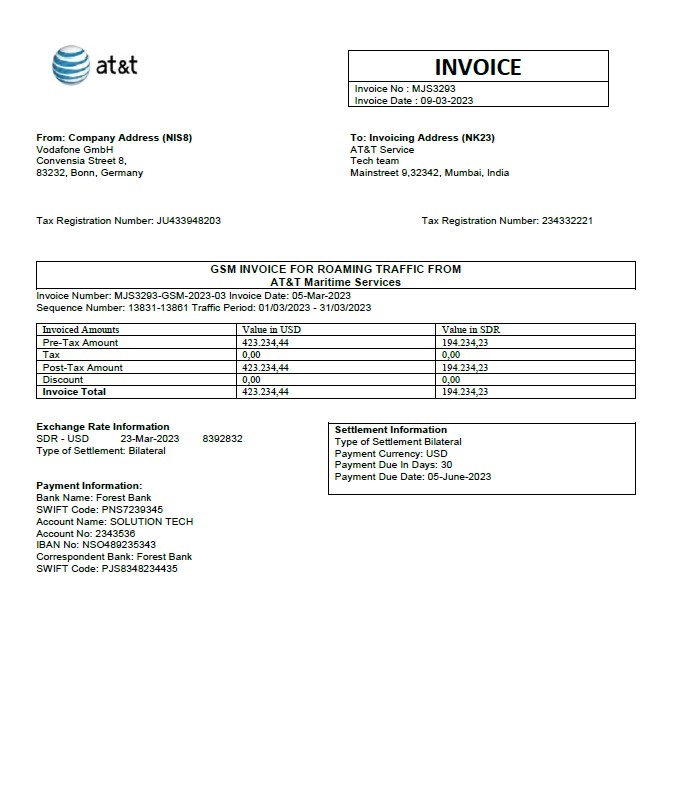 at&t
INVOICE
Invoice No : MJS3293
Invoice Date : 09-03-2023
From: Company Address (NIS8)
Vodafone GmbH
Convensia Street 8,
83232, Bonn, Germany
To: Invoicing Address (NK23)
AT&T Service
Tech team
Mainstreet 9,32342, Mumbai, India
Tax Registration Number: JU433948203
Tax Registration Number: 234332221
GSM INVOICE FOR ROAMING TRAFFIC FROM
AT&T Maritime Services
Invoice Number: MJS3293-GSM-2023-03 Invoice Date: 05-Mar-2023
Sequence Number: 13831-13861 Traffic Period: 01/03/2023 - 31/03/2023
Invoiced Amounts Value in USD Value in SDR
Pre-Tax Amount 423.234,44 194.234,23
Tax 0,00 0,00
Post-Tax Amount 423.234,44 194.234,23
Discount 0,00 0,00
Invoice Total 423.234,44 194.234,23
Exchange Rate Information
SDR - USD 23-Mar-2023 8392832
Type of Settlement: Bilateral
Settlement Information
Type of Settlement Bilateral
Payment Currency: USD
Payment Due In Days: 30
Payment Due Date: 05-June-2023
Payment Information:
Bank Name: Forest Bank
SWIFT Code: PNS7239345
Account Name: SOLUTION TECH
Account No: 2343536
IBAN No: NSO489235343
Correspondent Bank: Forest Bank
SWIFT Code: PJS8348234435